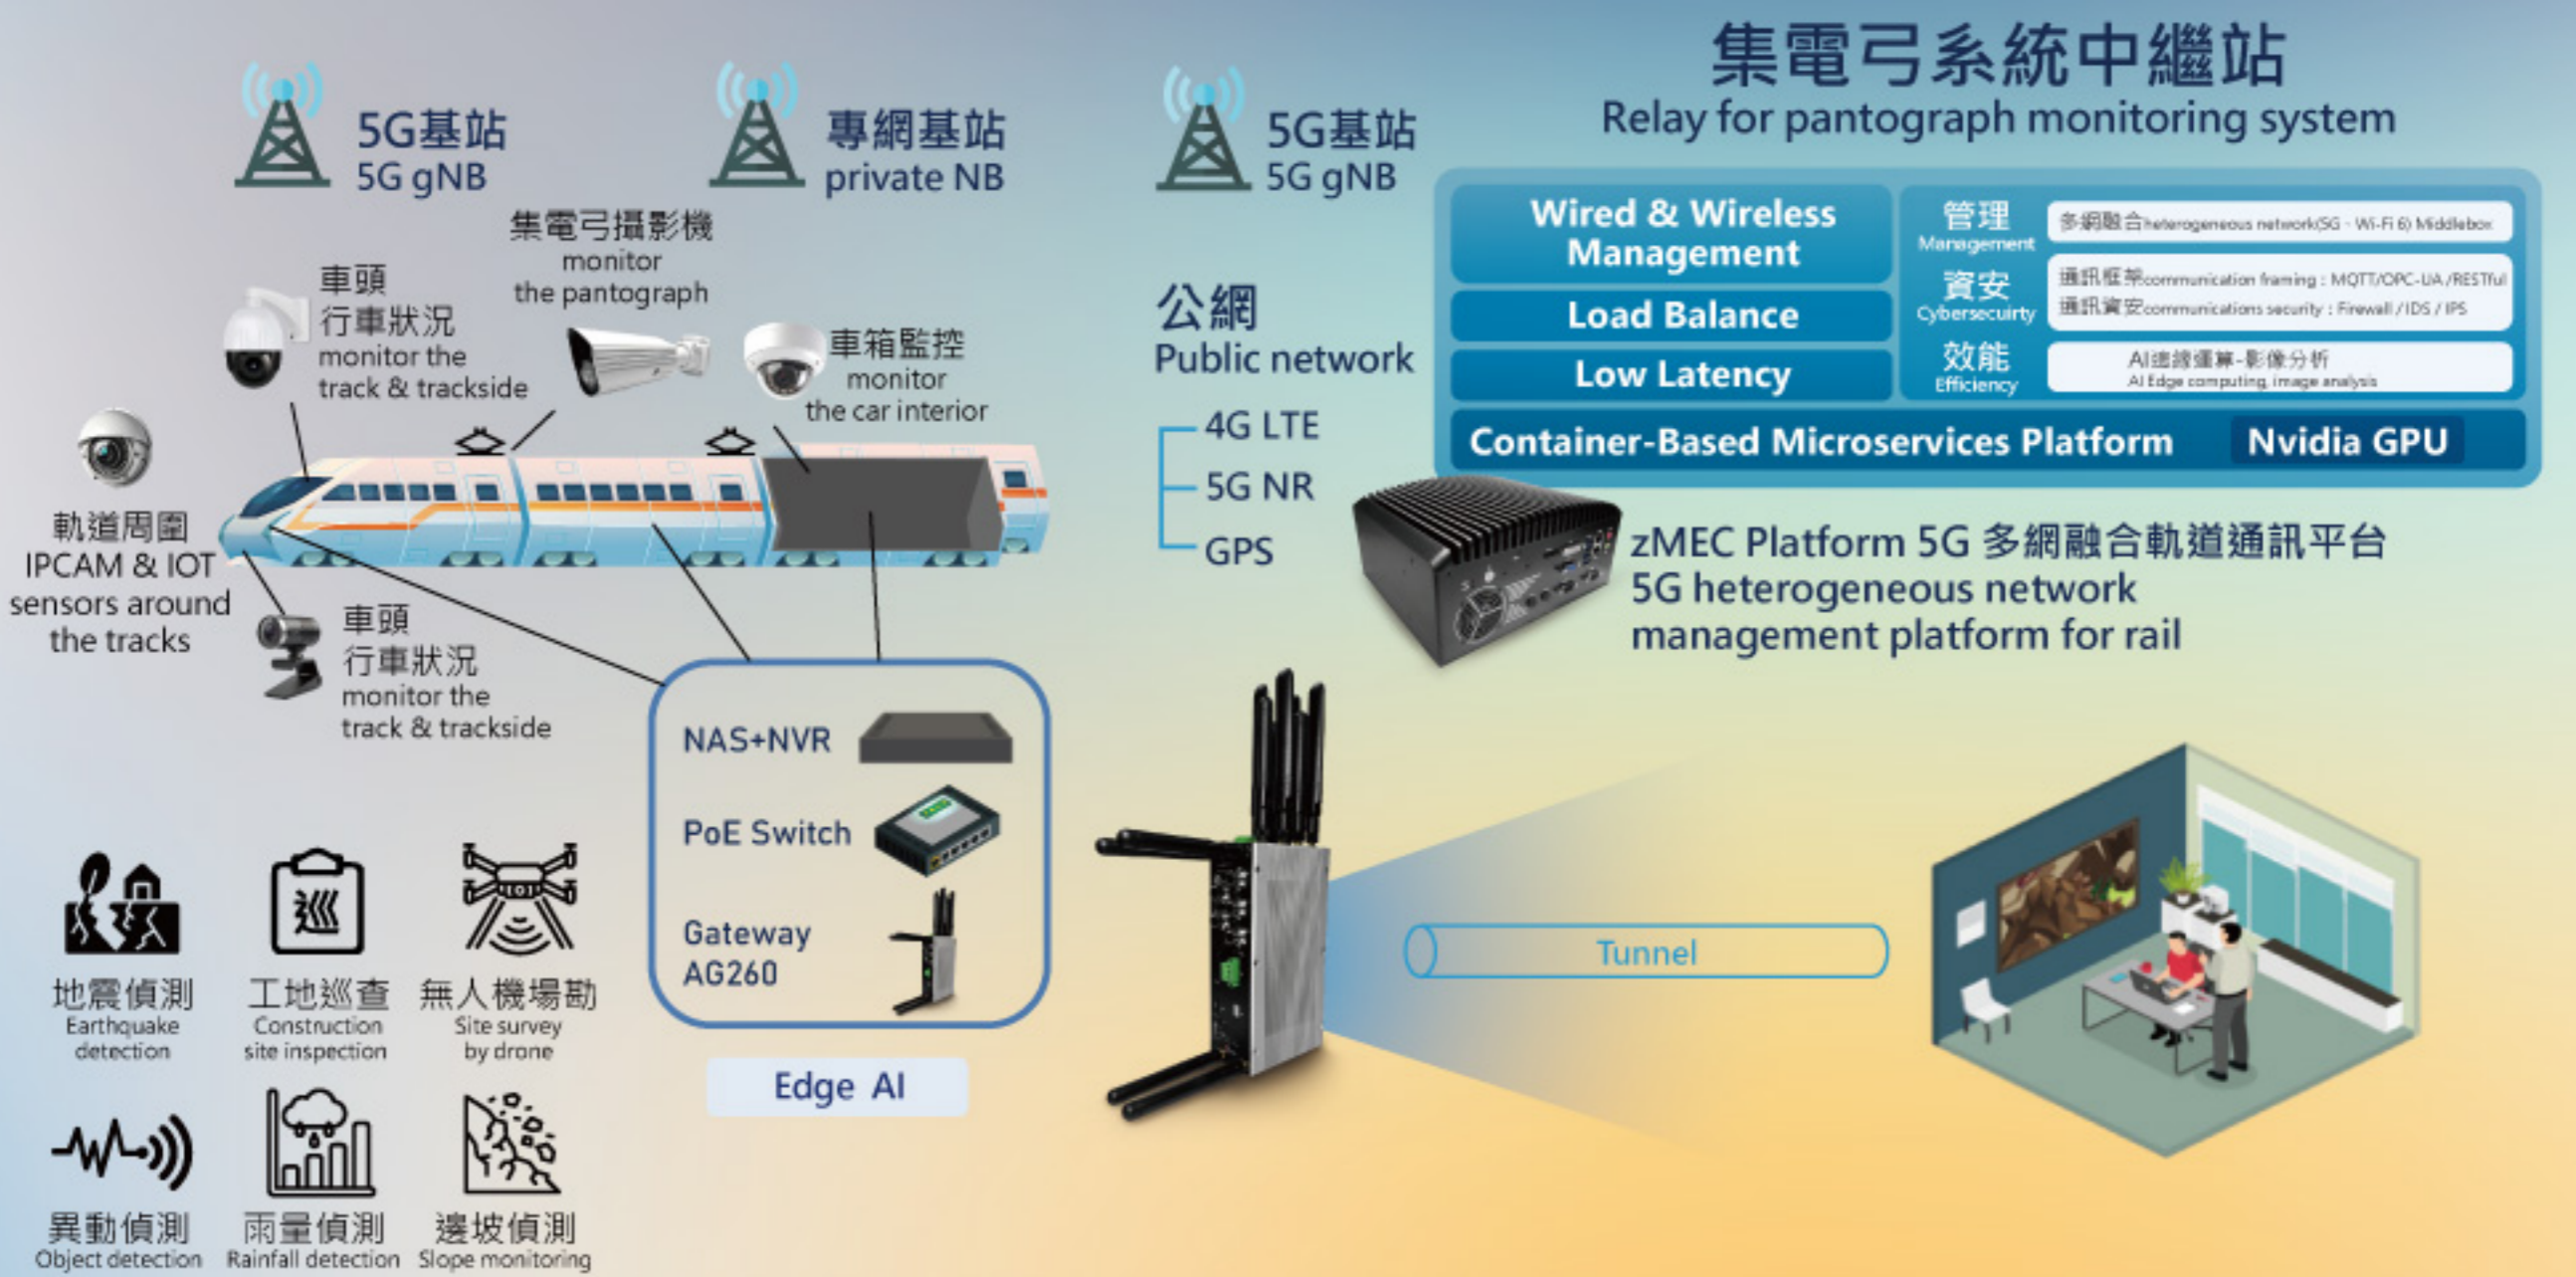 5G基站
5G gNB
專網基站
private NB
5G基站
5G gNB
集電弓系統中繼站
Relay for pantograph monitoring system
集電弓攝影機
monitor
the pantograph
車頭
行車狀況
monitor the
track & trackside
車箱監控
monitor
the car interior
軌道周圍
IPCAM & IOT
sensors around
the tracks
車頭
行車狀況
monitor the
track & trackside
公網
Public network
4G LTE
5G NR
GPS
Wired & Wireless
Management
Load Balance
Low Latency
管理
Management
多網融合heterogeneous network(5G、Wi-Fi 6) Middlebox
資安
Cybersecuirty
通訊框架communication framing : MQTT/OPC-UA /RESTful
通訊資安communications security : Firewall / IDS / IPS
效能
Efficiency
AI邊緣運算-影像分析
AI Edge computing, image analysis
Container-Based Microservices Platform
Nvidia GPU
zMEC Platform 5G 多網融合軌道通訊平台
5G heterogeneous network
management platform for rail
NAS+NVR
PoE Switch
Gateway
AG260
Edge AI
Tunnel
地震偵測
Earthquake
detection
工地巡查
Construction
site inspection
巡
無人機場勘
Site survey
by drone
異動偵測
Object detection
雨量偵測
Rainfall detection
邊坡偵測
Slope monitoring